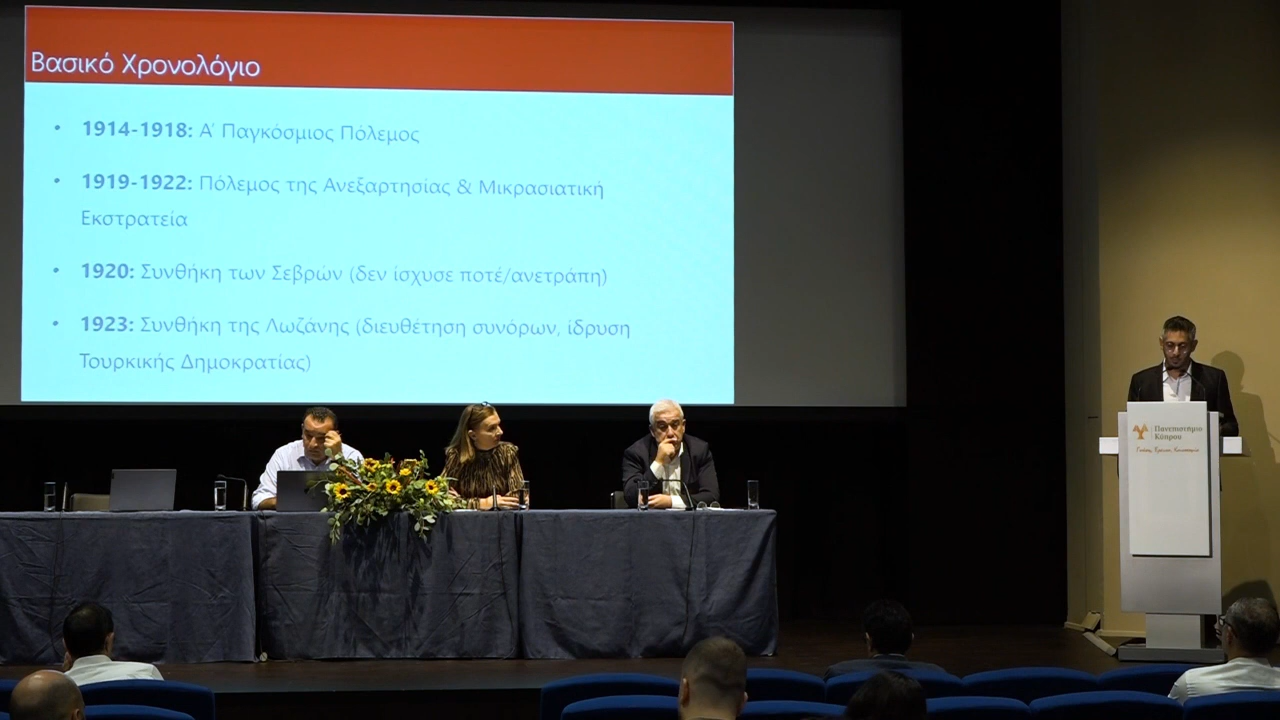 Βασικό Χρονολόγιο
• 1914-1918: Α' Παγκόσμιος Πόλεμος
• 1919-1922: Πόλεμος της Ανεξαρτησίας & Μικρασιατική
Εκστρατεία
• 1920: Συνθήκη των Σεβρών (δεν ίσχυσε ποτέ/ανετράπη)
• 1923: Συνθήκη της Λωζάνης (διευθέτηση συνόρων, ίδρυση
Τουρκικής Δημοκρατίας)
Πανεπιστήμιο
Κύπρου